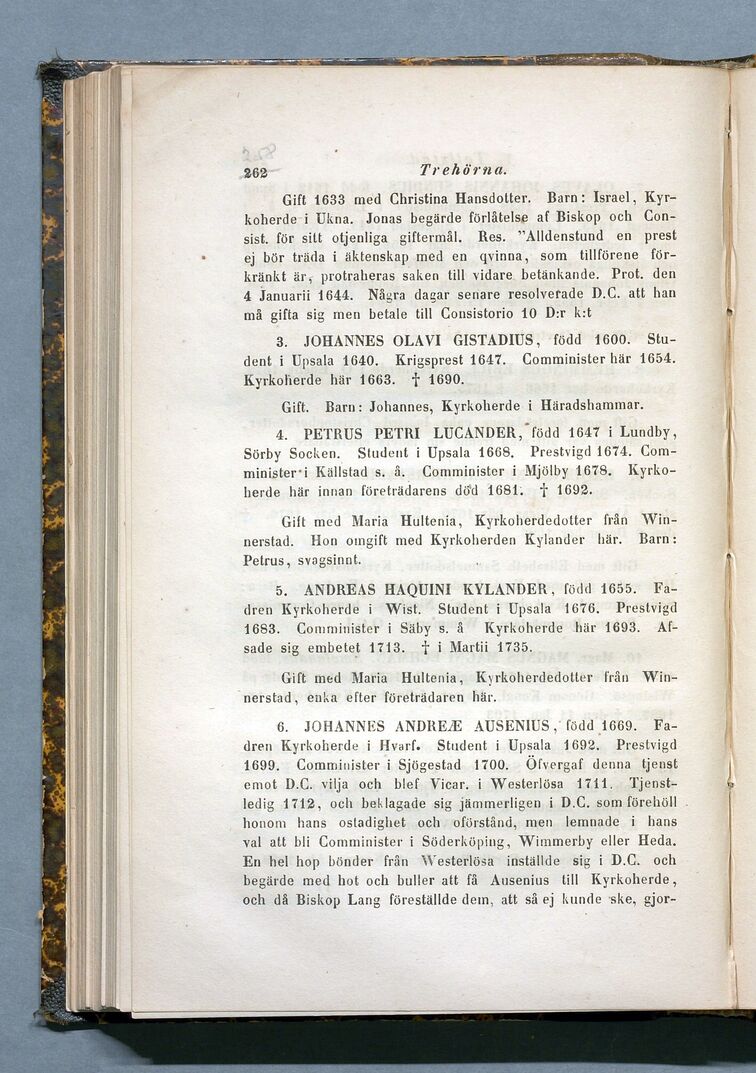 258
262 Trehörna.
Gift 1633 med Christina Hansdotter. Barn: Israel, Kyr-
koherde i Ukna. Jonas begärde förlåtelse af Biskop och Con-
sist. för sitt otjenliga giftermål. Res. ”Alldenstund en prest
ej bör träda i äktenskap med en qvinna, som tillförene för-
kränkt är, protraheras saken till vidare betänkande. Prot. den
4 Januarii 1644. Några dagar senare resolverade D.C. att han
må gifta sig men betale till Consistorio 10 D:r k:t
3. JOHANNES OLAVI GISTADIUS, född 1600. Stu-
dent i Upsala 1640. Krigsprest 1647. Comminister här 1654.
Kyrkoherde här 1663. † 1690.
Gift. Barn: Johannes, Kyrkoherde i Häradshammar.
4. PETRUS PETRI LUCANDER, född 1647 i Lundby,
Sörby Socken. Student i Upsala 1668. Prestvigd 1674. Com-
minister i Källstad s. å. Comminister i Mjölby 1678. Kyrko-
herde här innan företrädarens död 1681. † 1692.
Gift med Maria Hultenia, Kyrkoherdedotter från Win-
nerstad. Hon omgift med Kyrkoherden Kylander här. Barn:
Petrus, svagsinnt.
5. ANDREAS HAQUINI KYLANDER, född 1655. Fa-
dren Kyrkoherde i Wist. Student i Upsala 1676. Prestvigd
1683. Comminister i Säby s. å Kyrkoherde här 1693. Af-
sade sig embetet 1713. † i Martii 1735.
Gift med Maria Hultenia, Kyrkoherdedotter från Win-
nerstad, enka efter företrädaren här.
6. JOHANNES ANDREÆ AUSENIUS, född 1669. Fa-
dren Kyrkoherde i Hvarf. Student i Upsala 1692. Prestvigd
1699. Comminister i Sjögestad 1700. Öfvergaf denna tjenst
emot D.C. vilja och blef Vicar. i Westerlösa 1711. Tjenst-
ledig 1712, och beklagade sig jämmerligen i D.C. som förehöll
honom hans ostadighet och oförstånd, men lemnade i hans
val att bli Comminister i Söderköping, Wimmerby eller Heda.
En hel hop bönder från Westerlösa inställde sig i D.C. och
begärde med hot och buller att få Ausenius till Kyrkoherde,
och då Biskop Lang föreställde dem, att så ej kunde ske, gjor-